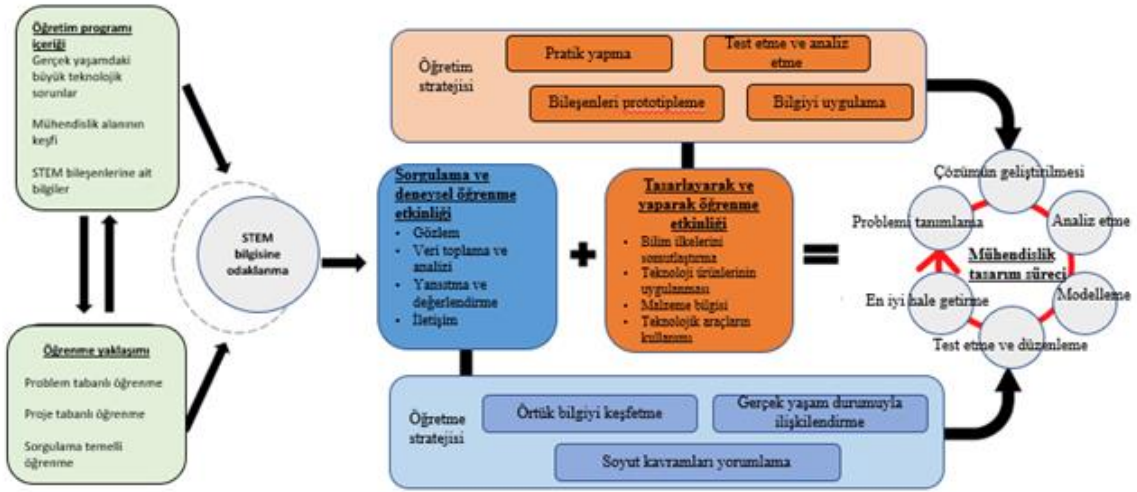 Öğretim programı
içeriği
Gerçek yaşamdaki
büyük teknolojik
sorunlar
Mühendislik alanının
keşfi
STEM bileşenlerine ait
bilgiler
Öğrenme yaklaşımı
Problem tabanlı öğrenme
Proje tabanlı öğrenme
Sorgulama temelli
öğrenme
STEM
bilgisine
odaklanma
Öğretim
stratejisi
Pratik yapma
Test etme ve analiz
etme
Bileşenleri prototipleme
Bilgiyi uygulama
Sorgulama ve
deneysel öğrenme
etkinliği
• Gözlem
• Veri toplama ve
analizi
• Yansıtma ve
değerlendirme
• İletişim
+
Tasarlayarak ve
yaparak öğrenme
etkinliği
• Bilim ilkelerini
somutlaştırma
• Teknoloji ürünlerinin
uygulanması
• Malzeme bilgisi
• Teknolojik araçların
kullanımı
=
Öğretme
stratejisi
Örtük bilgiyi keşfetme
Gerçek yaşam durumuyla
ilişkilendirme
Soyut kavramları yorumlama
Çözümün geliştirilmesi
Problemi tanımlama
Analiz etme
Mühendislik
tasarım süreci
En iyi hale getirme
Modelleme
Test etme ve düzenleme